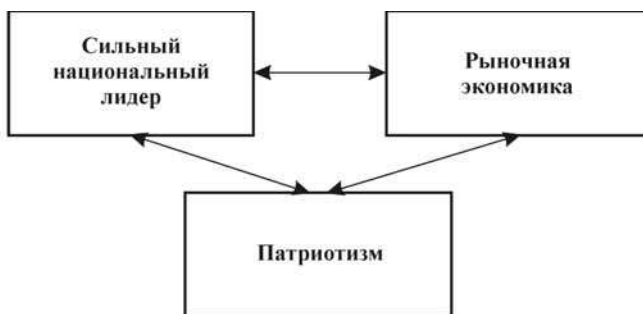 Сильный
национальный
лидер
Рыночная
экономика
Патриотизм